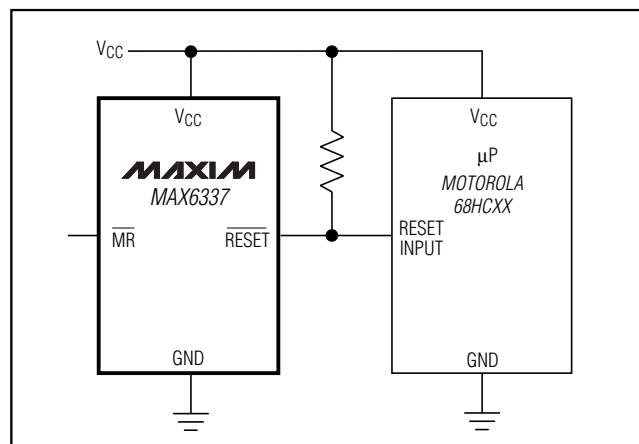 VCC
VCC
MAXIM
MAX6337
MR
RESET
GND
VCC
µP
MOTOROLA
68HCXX
RESET
INPUT
GND